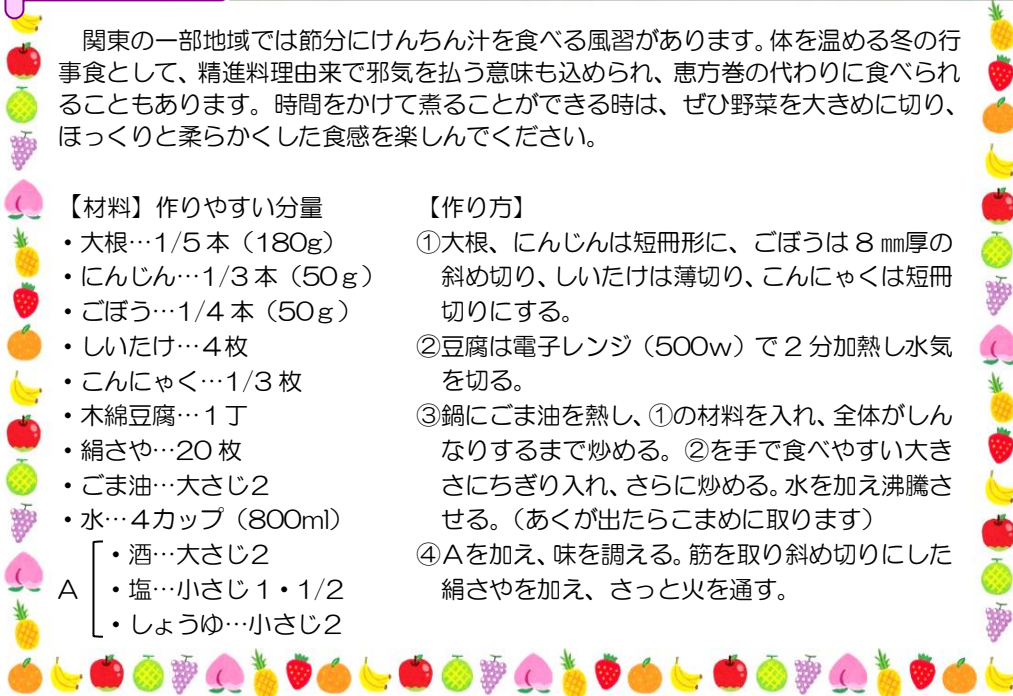 関東の一部地域では節分にけんちん汁を食べる風習があります。体を温める冬の行
事食として、精進料理由来で邪気を払う意味も込められ、恵方巻の代わりに食べられ
ることもあります。時間をかけて煮ることができる時は、ぜひ野菜を大きめに切り、
ほっくりと柔らかくした食感を楽しんでください。
【材料】作りやすい分量
・大根…1/5本（180g）
・にんじん…1/3本（50g）
・ごぼう…1/4本（50g）
・しいたけ…4枚
・こんにゃく…1/3枚
・木綿豆腐…1丁
・絹さや…20枚
・ごま油…大さじ2
・水…4カップ（800ml）
・酒…大さじ2
A ・塩…小さじ1・1/2
・しょうゆ…小さじ2
【作り方】
①大根、にんじんは短冊形に、ごぼうは8㎜厚の
斜め切り、しいたけは薄切り、こんにゃくは短冊
切りにする。
②豆腐は電子レンジ（500w）で2分加熱し水気
を切る。
③鍋にごま油を熱し、①の材料を入れ、全体がしん
なりするまで炒める。②を手で食べやすい大き
さにちぎり入れ、さらに炒める。水を加え沸騰さ
せる。（あくが出たらこまめに取ります）
④Aを加え、味を調える。筋を取り斜め切りにした
絹さやを加え、さっと火を通す。